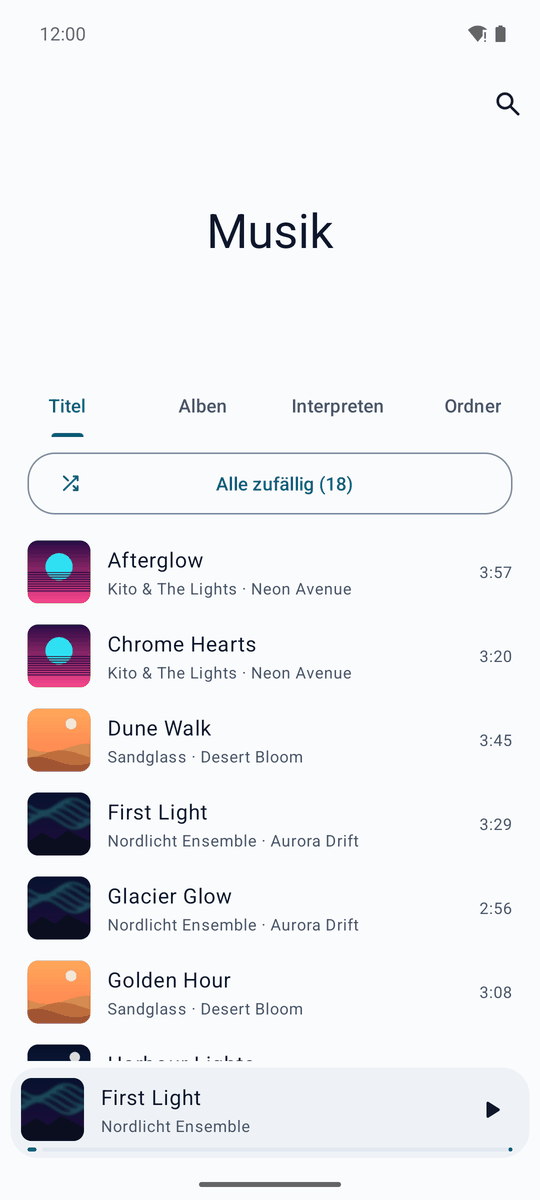 12:00
Musik
Titel
Alben
Interpreten
Ordner
Alle zufällig (18)
Afterglow
Kito & The Lights · Neon Avenue
3:57
Chrome Hearts
Kito & The Lights · Neon Avenue
3:20
Dune Walk
Sandglass · Desert Bloom
3:45
First Light
Nordlicht Ensemble · Aurora Drift
3:29
Glacier Glow
Nordlicht Ensemble · Aurora Drift
2:56
Golden Hour
Sandglass · Desert Bloom
3:08
First Light
Nordlicht Ensemble